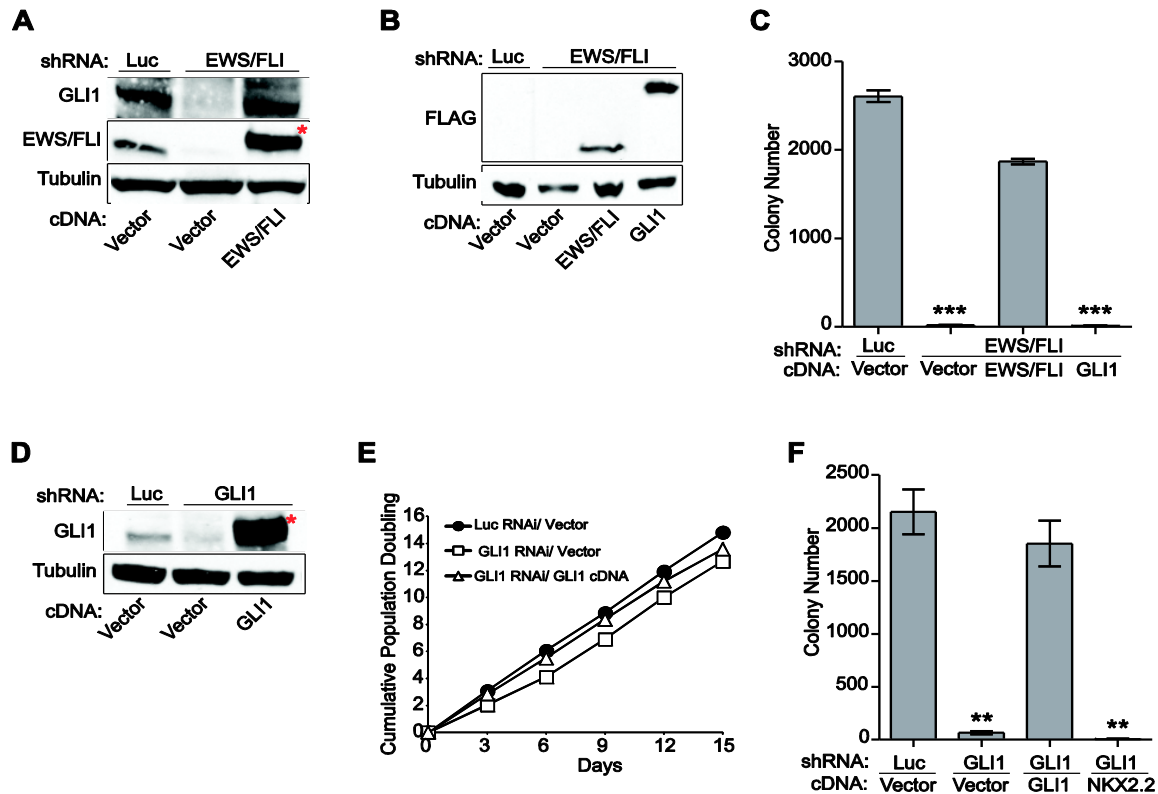 A
shRNA: Luc EWS/FLI
GLI1
EWS/FLI *
Tubulin
cDNA: Vector Vector EWS/FLI
B
shRNA: Luc EWS/FLI
FLAG
Tubulin
cDNA: Vector Vector EWS/FLI GLI1
C
Colony Number
3000
2000
1000
0
*** ***
shRNA: Luc EWS/FLI
cDNA: Vector Vector EWS/FLI GLI1
D
shRNA: Luc GLI1
GLI1 *
Tubulin
cDNA: Vector Vector GLI1
E
Cumulative Population Doubling
16
14
12
10
8
6
4
2
0
Luc RNAi/ Vector
GLI1 RNAi/ Vector
GLI1 RNAi/ GLI1 cDNA
0 3 6 9 12 15
Days
F
Colony Number
2500
2000
1500
1000
500
0
** **
shRNA: Luc GLI1 GLI1 GLI1
cDNA: Vector Vector GLI1 NKX2.2